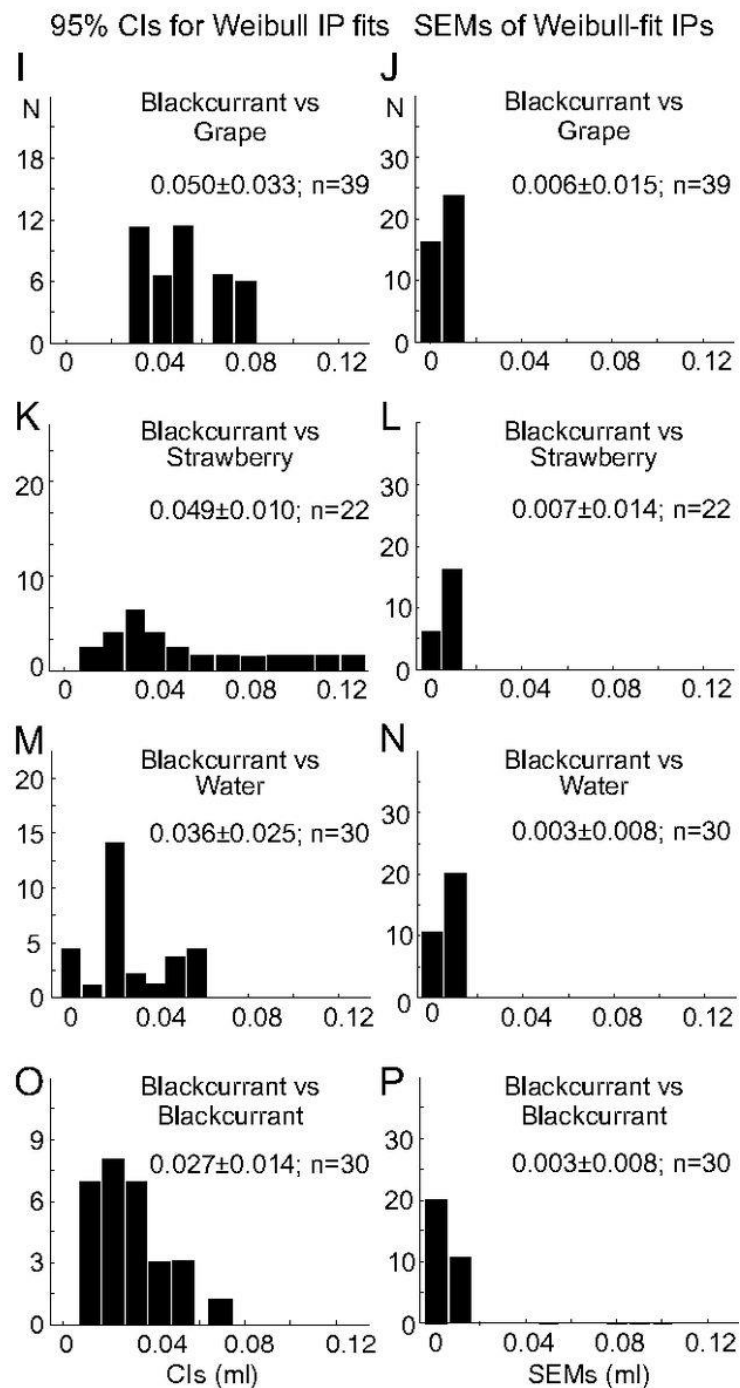 95% CIs for Weibull IP fits SEMs of Weibull-fit IPs
I
N
Blackcurrant vs
Grape
0.050±0.033; n=39
18
12
6
0
0 0.04 0.08 0.12
J
N
Blackcurrant vs
Grape
0.006±0.015; n=39
30
20
10
0
0 0.04 0.08 0.12
K
Blackcurrant vs
Strawberry
0.049±0.010; n=22
20
10
0
0 0.04 0.08 0.12
L
Blackcurrant vs
Strawberry
0.007±0.014; n=22
30
20
10
0
0 0.04 0.08 0.12
M
Blackcurrant vs
Water
0.036±0.025; n=30
20
15
10
5
0
0 0.04 0.08 0.12
N
Blackcurrant vs
Water
0.003±0.008; n=30
30
20
10
0
0 0.04 0.08 0.12
O
Blackcurrant vs
Blackcurrant
0.027±0.014; n=30
9
6
3
0
0 0.04 0.08 0.12
CIs (ml)
P
Blackcurrant vs
Blackcurrant
0.003±0.008; n=30
40
30
20
10
0
0 0.04 0.08 0.12
SEMs (ml)